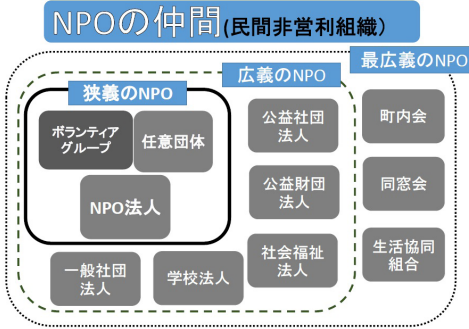 NPOの仲間(民間非営利組織)
最広義のNPO
広義のNPO
狭義のNPO
ボランティア
グループ
任意団体
NPO法人
公益社団
法人
公益財団
法人
社会福祉
法人
一般社団
法人
学校法人
町内会
同窓会
生活協同
組合